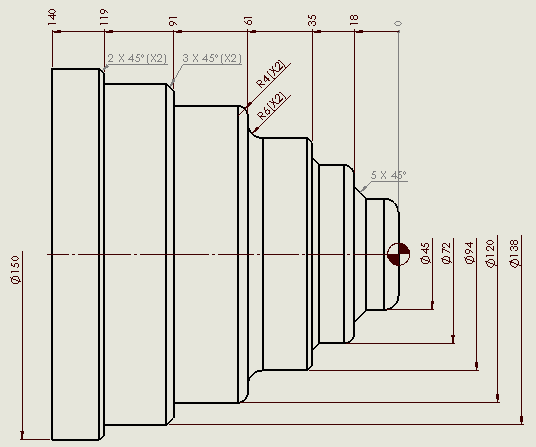 140
119
91
61
35
18
0
2 X 45°(X2)
3 X 45°(X2)
R4(X2)
R6(X2)
5 X 45°
Ø150
Ø45
Ø72
Ø94
Ø120
Ø138